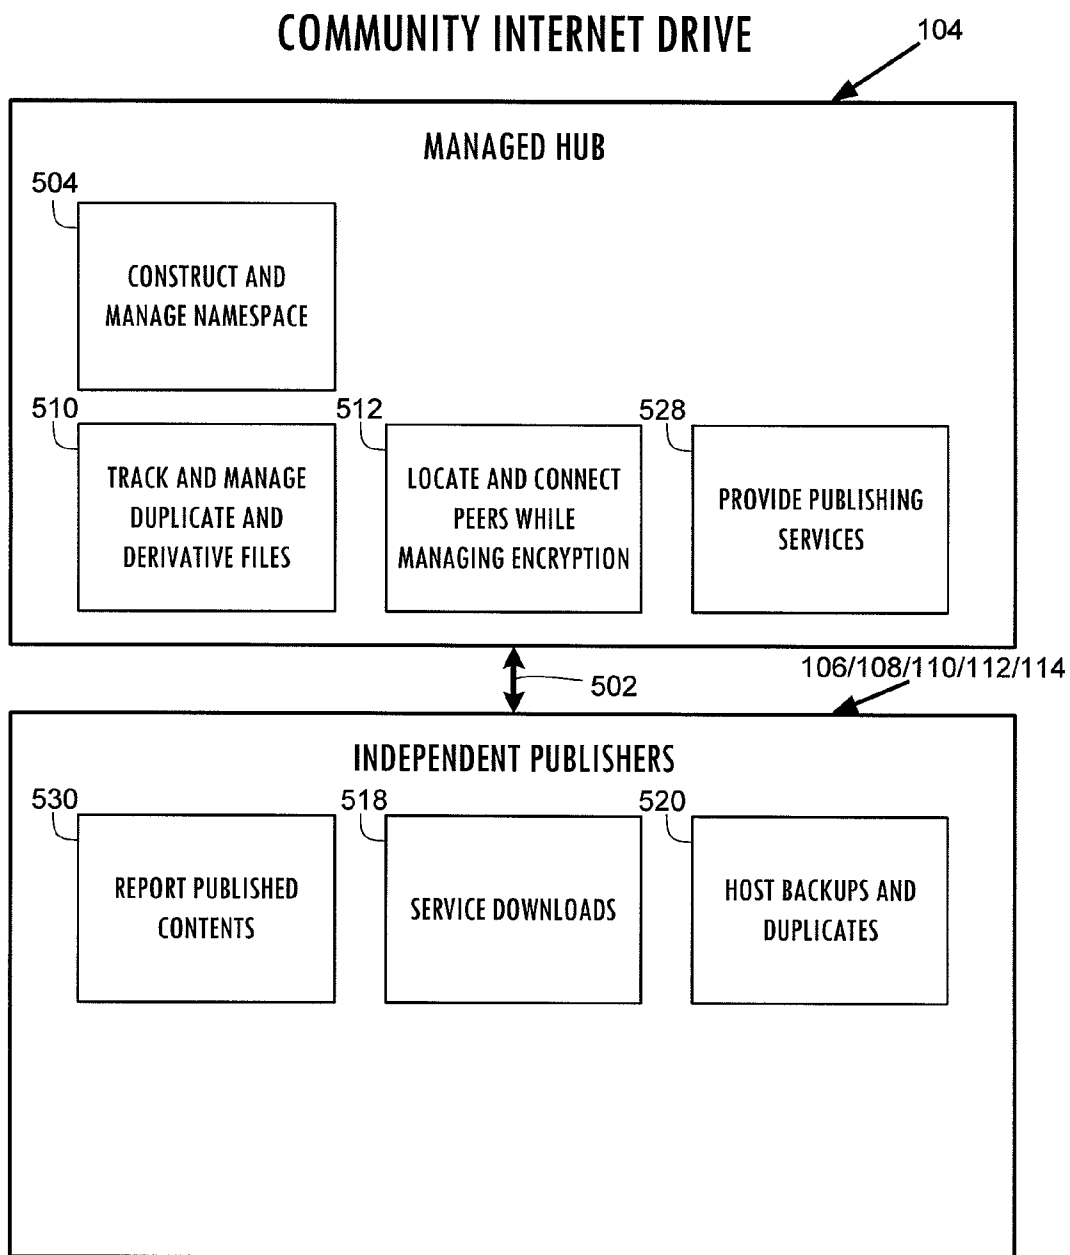 COMMUNITY INTERNET DRIVE
104
MANAGED HUB
504
CONSTRUCT AND
MANAGE NAMESPACE
510
TRACK AND MANAGE
DUPLICATE AND
DERIVATIVE FILES
512
LOCATE AND CONNECT
PEERS WHILE
MANAGING ENCRYPTION
528
PROVIDE PUBLISHING
SERVICES
502
106/108/110/112/114
INDEPENDENT PUBLISHERS
530
REPORT PUBLISHED
CONTENTS
518
SERVICE DOWNLOADS
520
HOST BACKUPS AND
DUPLICATES